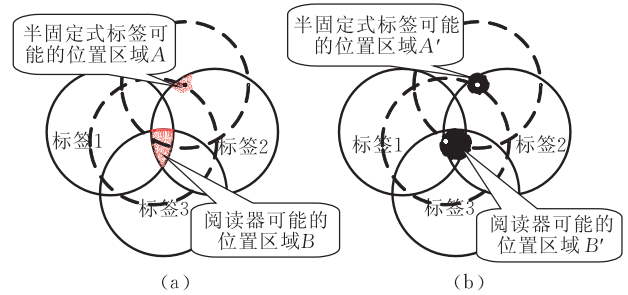 半固定式标签可
能的位置区域A
标签1
标签2
标签3
阅读器可能的
位置区域B
(a)
半固定式标签可能
的位置区域A′
标签1
标签2
标签3
阅读器可能的
位置区域B′
(b)